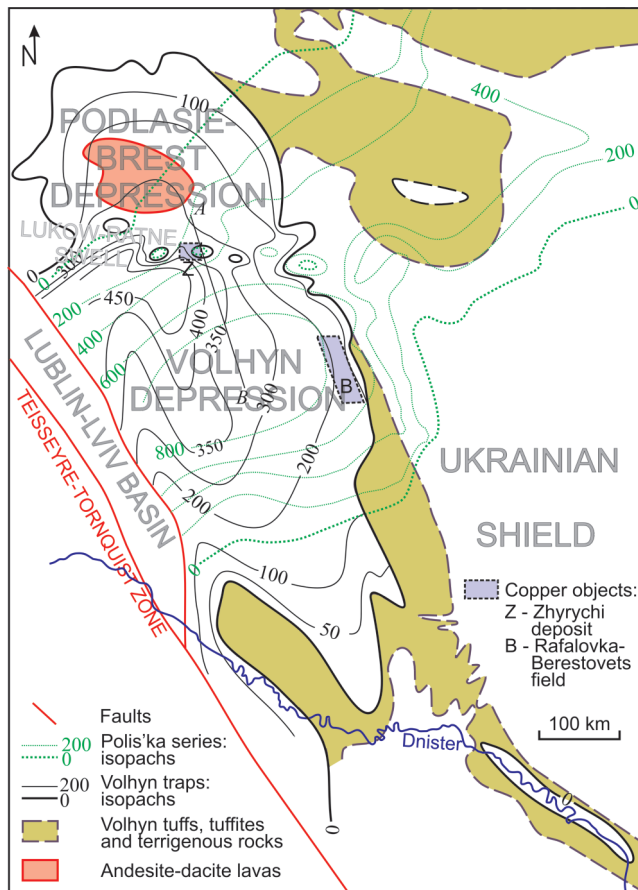 N
100
400
200
0
PODLASIE-
BREST
DEPRESSION
A
LUKOW-RATNE
SWELL
0
300
0
Z
200
450
400
350
400
600
300
VOLHYN
DEPRESSION
B
B
350
800
200
200
LUBLIN-LVIV BASIN
TEISSEYRE-TORNQUIST ZONE
UKRAINIAN
SHIELD
0
100
50
Copper objects:
Z - Zhyrychi
deposit
B - Rafalovka-
Berestovets
field
100 km
Dnister
0
0
Faults
200
0
Polis'ka series:
isopachs
200
0
Volhyn traps:
isopachs
Volhyn tuffs, tuffites
and terrigenous rocks
Andesite-dacite lavas